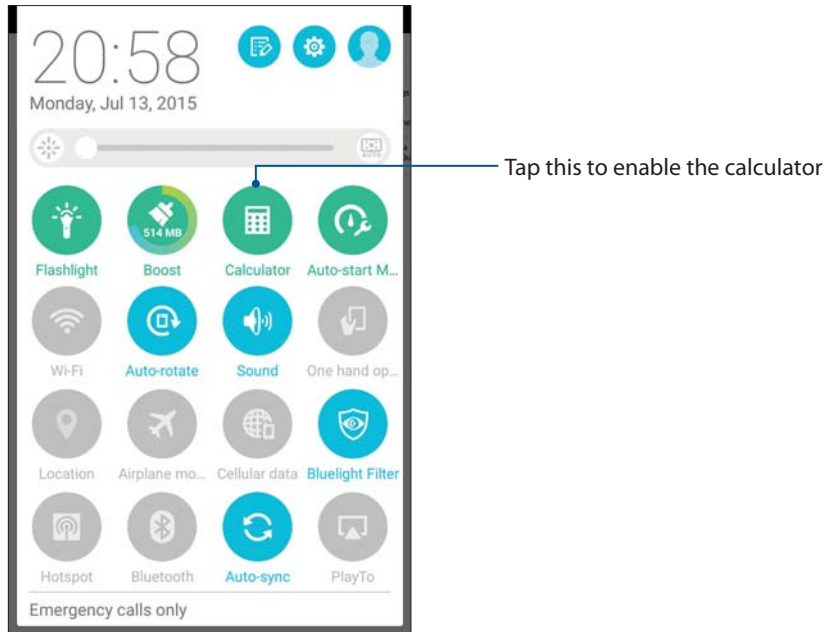 20:58
Monday, Jul 13, 2015
AUTO
Tap this to enable the calculator
514 MB
Flashlight Boost Calculator Auto-start M...
Wi-Fi Auto-rotate Sound One hand op...
Location Airplane mo... Cellular data Bluelight Filter
Hotspot Bluetooth Auto-sync PlayTo
Emergency calls only